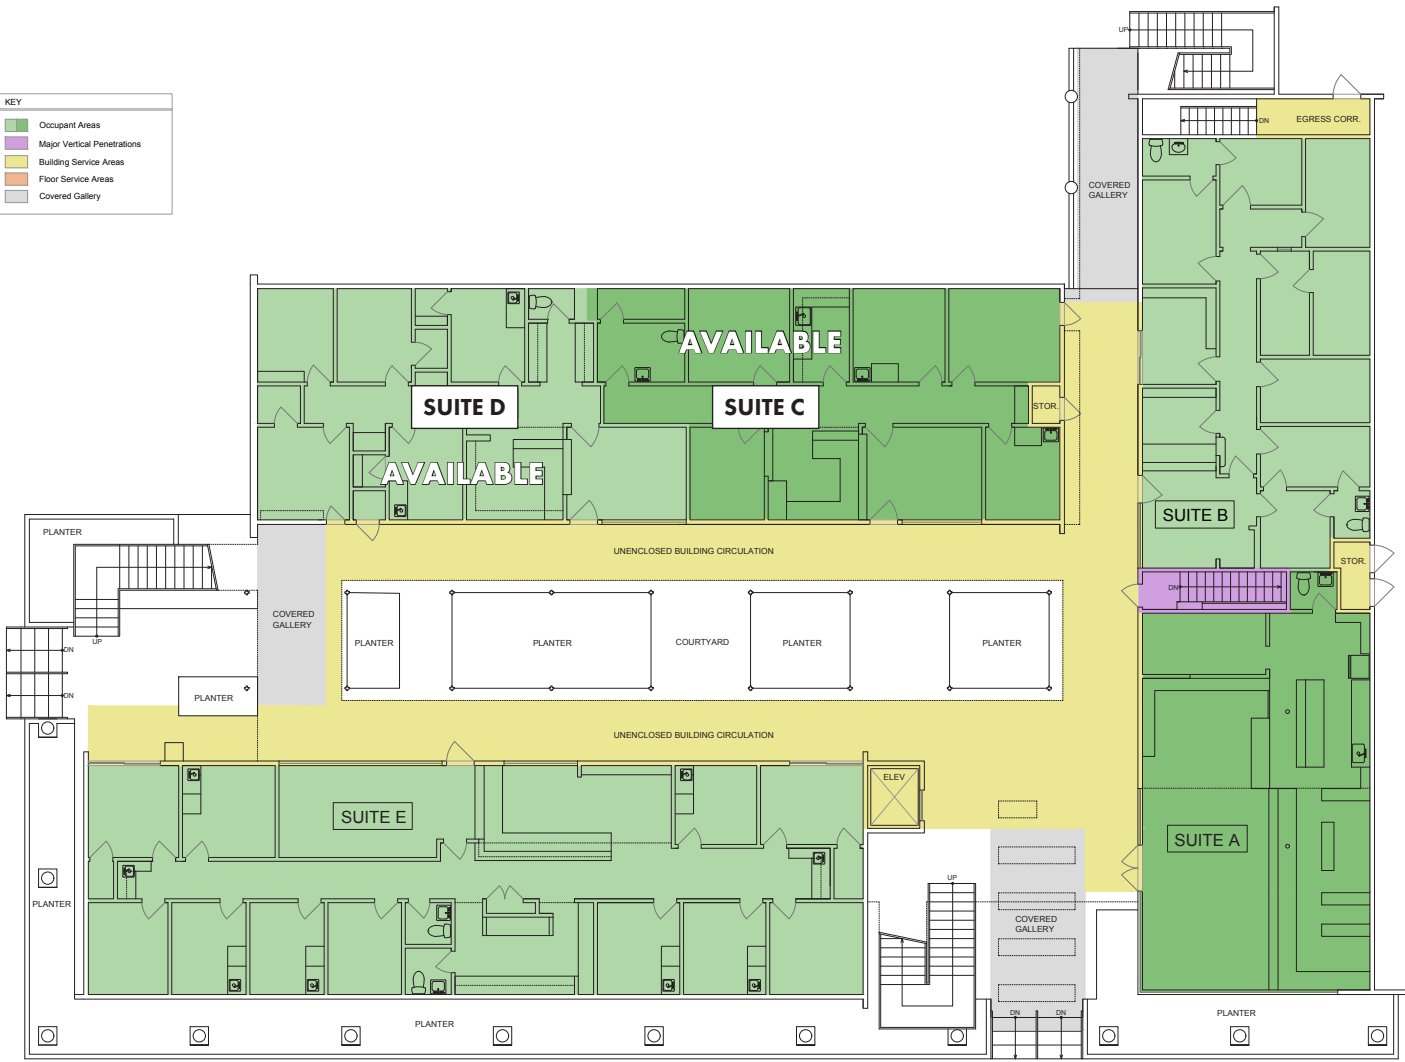 UP
KEY
Occupant Areas
Major Vertical Penetrations
Building Service Areas
Floor Service Areas
Covered Gallery
DN
EGRESS CORR.
COVERED
GALLERY
AVAILABLE
SUITE D
SUITE C
STOR.
AVAILABLE
SUITE B
PLANTER
UNENCLOSED BUILDING CIRCULATION
STOR.
DN
COVERED
GALLERY
UP
DN
DN
PLANTER
PLANTER
PLANTER
COURTYARD
PLANTER
PLANTER
UNENCLOSED BUILDING CIRCULATION
ELEV
SUITE E
SUITE A
UP
PLANTER
COVERED
GALLERY
DN
DN
PLANTER
PLANTER